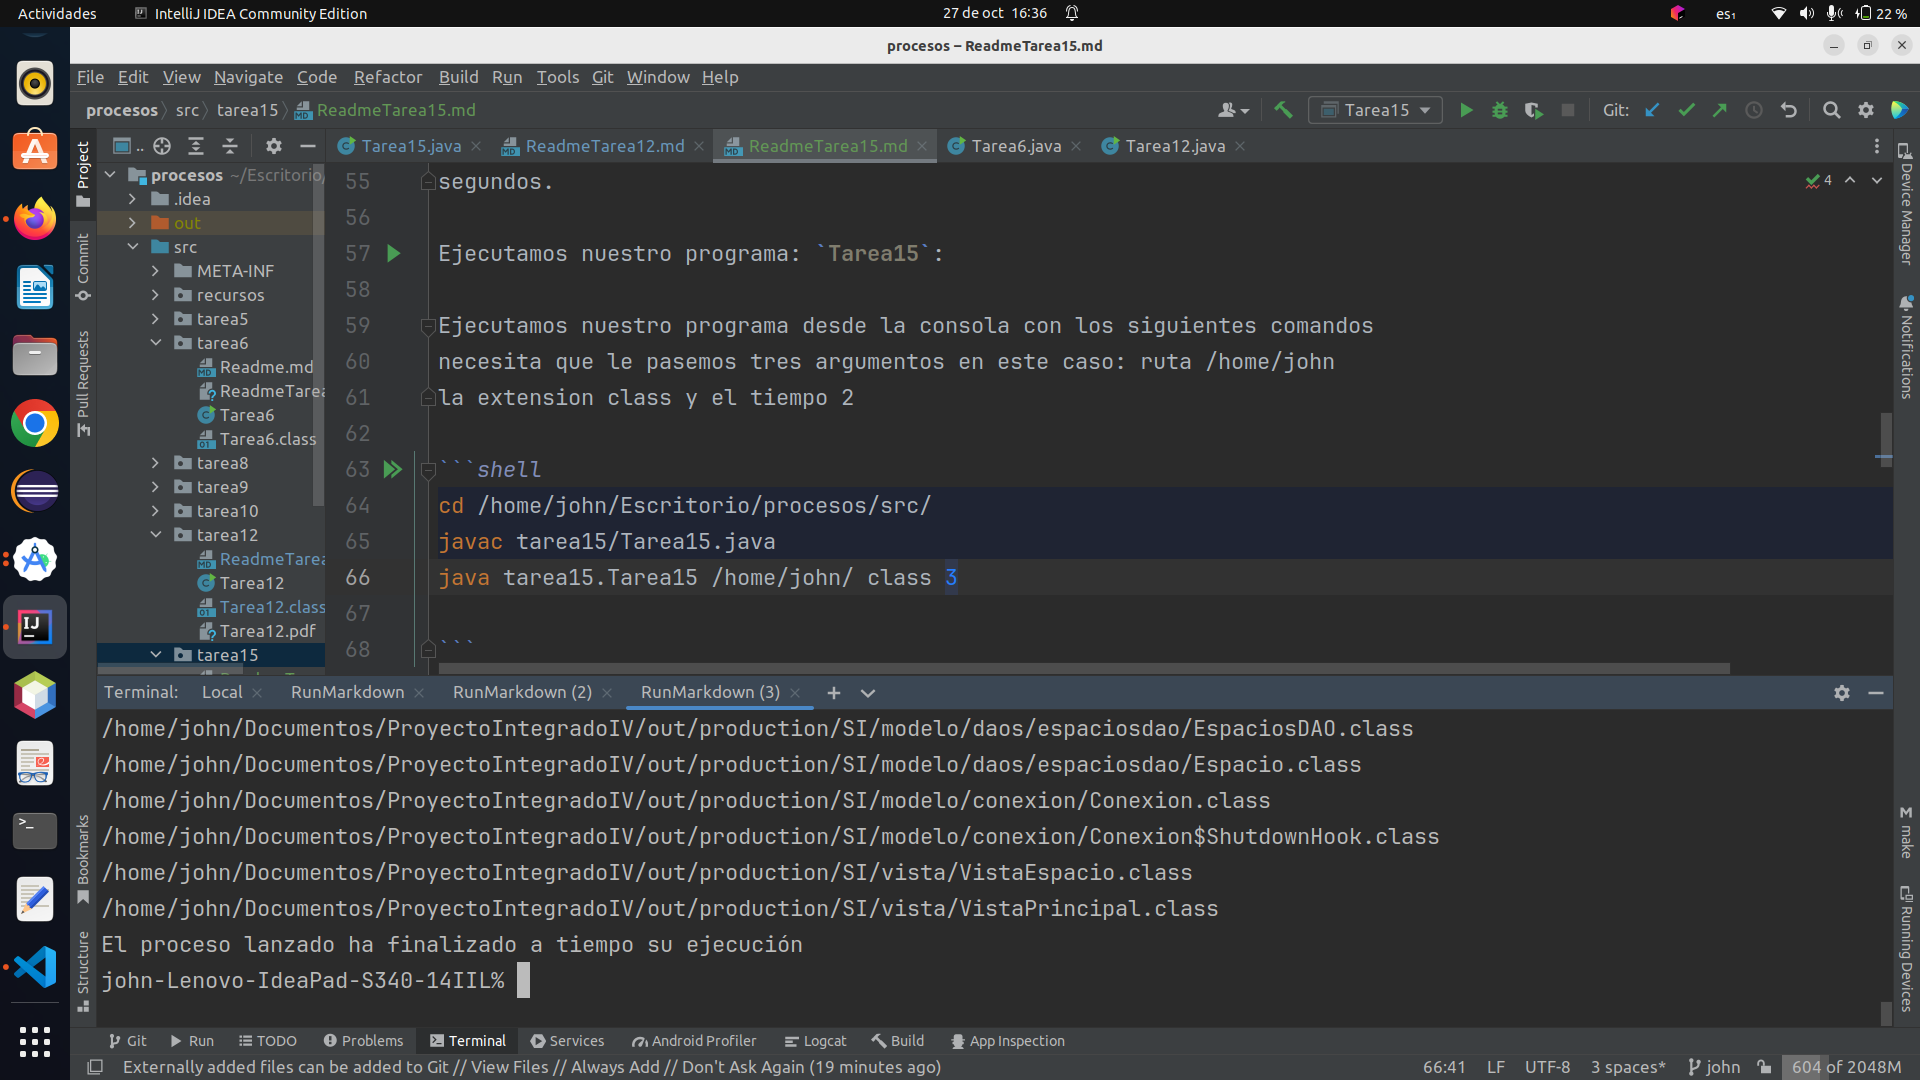 Actividades
IntelliJ IDEA Community Edition
27 de oct 16:36
es₁
22 %
procesos – ReadmeTarea15.md
File Edit View Navigate Code Refactor Build Run Tools Git Window Help
procesos src tarea15 ReadmeTarea15.md
Tarea15
Git:
Project
Commit
Pull Requests
Bookmarks
Structure
..
procesos ~/Escritorio/
.idea
out
src
META-INF
recursos
tarea5
tarea6
Readme.md
ReadmeTarea
Tarea6
Tarea6.class
tarea8
tarea9
tarea10
tarea12
ReadmeTarea
Tarea12
Tarea12.class
Tarea12.pdf
tarea15
Tarea15.java
ReadmeTarea12.md
ReadmeTarea15.md
Tarea6.java
Tarea12.java
4
55 segundos.
56
57 Ejecutamos nuestro programa: `Tarea15`:
58
59 Ejecutamos nuestro programa desde la consola con los siguientes comandos
60 necesita que le pasemos tres argumentos en este caso: ruta /home/john
61 la extension class y el tiempo 2
62
63 ```shell
64 cd /home/john/Escritorio/procesos/src/
65 javac tarea15/Tarea15.java
66 java tarea15.Tarea15 /home/john/ class 3
67
68 ```
Device Manager
Notifications
make
Running Devices
Terminal: Local RunMarkdown RunMarkdown (2) RunMarkdown (3)
/home/john/Documentos/ProyectoIntegradoIV/out/production/SI/modelo/daos/espaciosdao/EspaciosDAO.class
/home/john/Documentos/ProyectoIntegradoIV/out/production/SI/modelo/daos/espaciosdao/Espacio.class
/home/john/Documentos/ProyectoIntegradoIV/out/production/SI/modelo/conexion/Conexion.class
/home/john/Documentos/ProyectoIntegradoIV/out/production/SI/modelo/conexion/Conexion$ShutdownHook.class
/home/john/Documentos/ProyectoIntegradoIV/out/production/SI/vista/VistaEspacio.class
/home/john/Documentos/ProyectoIntegradoIV/out/production/SI/vista/VistaPrincipal.class
El proceso lanzado ha finalizado a tiempo su ejecución
john-Lenovo-IdeaPad-S340-14IIL%
Git Run TODO Problems Terminal Services Android Profiler Logcat Build App Inspection
Externally added files can be added to Git // View Files // Always Add // Don't Ask Again (19 minutes ago)
66:41 LF UTF-8 3 spaces* john 604 of 2048M